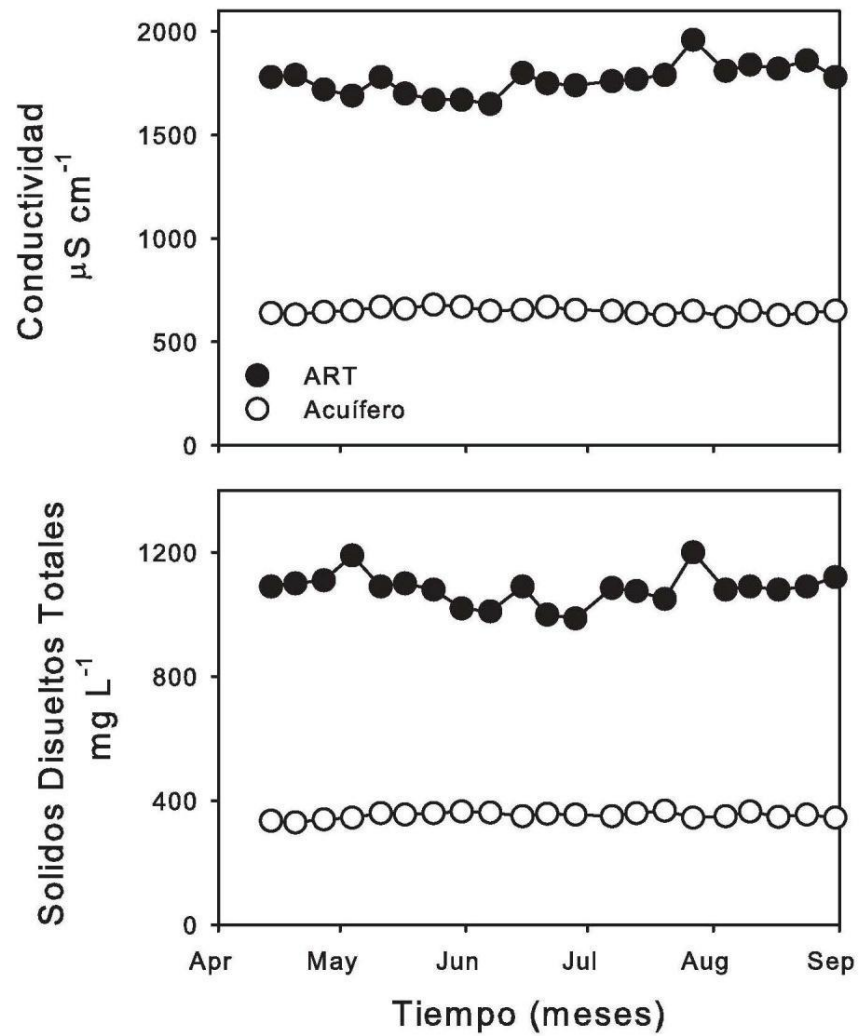 Conductividad
µS cm-1
2000
1500
1000
500
0
ART
Acuífero
Solidos Disueltos Totales
mg L-1
1200
800
400
0
Apr May Jun Jul Aug Sep
Tiempo (meses)